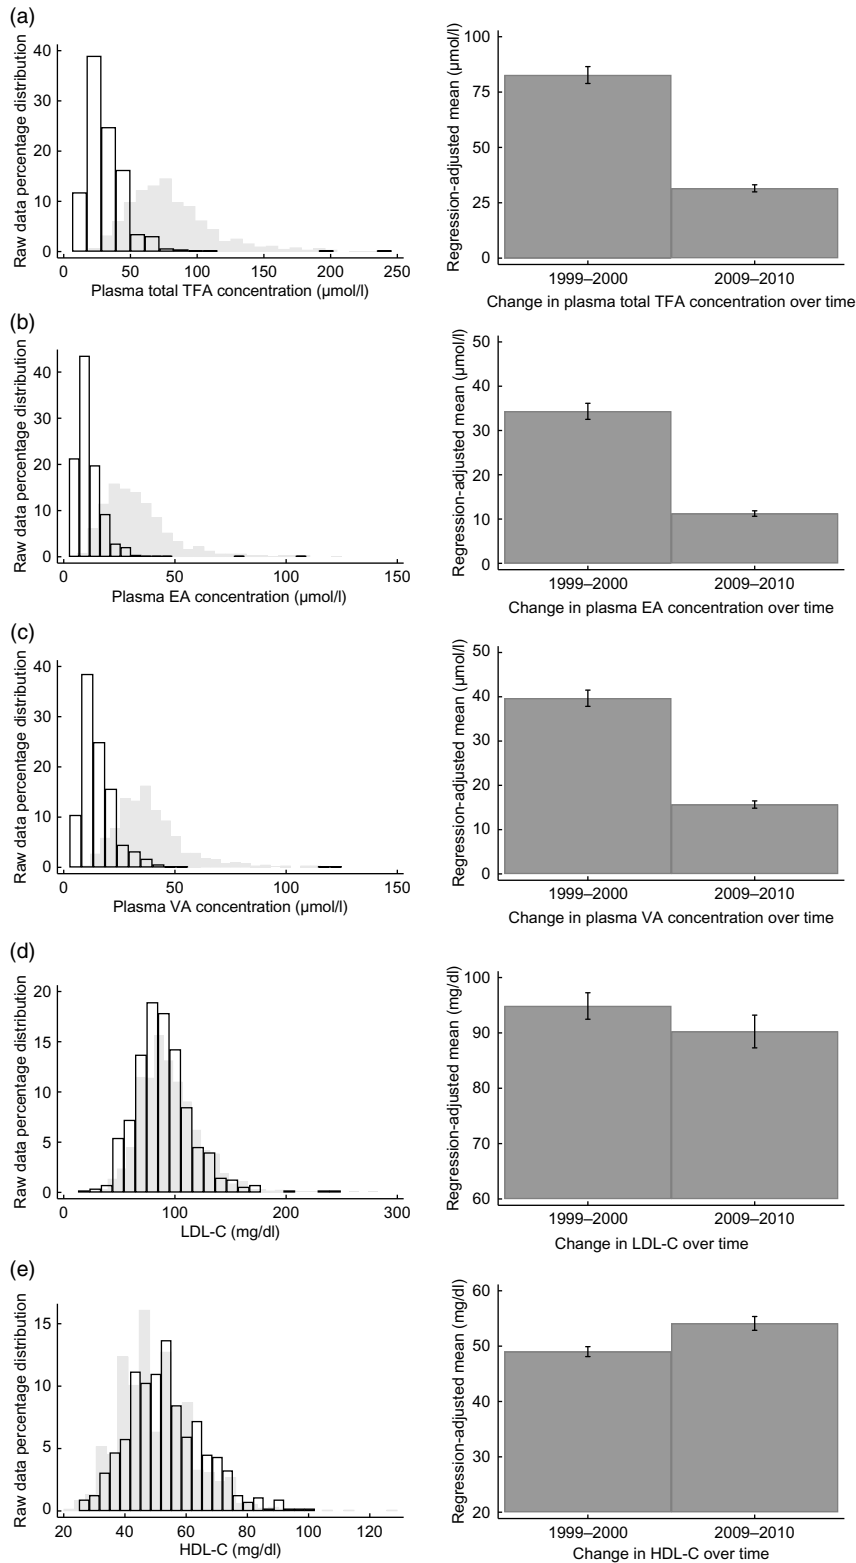 (a)
Raw data percentage distribution
40
30
20
10
0
0 50 100 150 200 250
Plasma total TFA concentration (µmol/l)
Regression-adjusted mean (µmol/l)
100
75
50
25
0
1999–2000 2009–2010
Change in plasma total TFA concentration over time
(b)
Raw data percentage distribution
40
30
20
10
0
0 50 100 150
Plasma EA concentration (µmol/l)
Regression-adjusted mean (µmol/l)
50
40
30
20
10
0
1999–2000 2009–2010
Change in plasma EA concentration over time
(c)
Raw data percentage distribution
40
30
20
10
0
0 50 100 150
Plasma VA concentration (µmol/l)
Regression-adjusted mean (µmol/l)
50
40
30
20
10
0
1999–2000 2009–2010
Change in plasma VA concentration over time
(d)
Raw data percentage distribution
20
15
10
5
0
0 100 200 300
LDL-C (mg/dl)
Regression-adjusted mean (mg/dl)
100
90
80
70
60
1999–2000 2009–2010
Change in LDL-C over time
(e)
Raw data percentage distribution
15
10
5
0
20 40 60 80 100 120
HDL-C (mg/dl)
Regression-adjusted mean (mg/dl)
60
50
40
30
20
1999–2000 2009–2010
Change in HDL-C over time